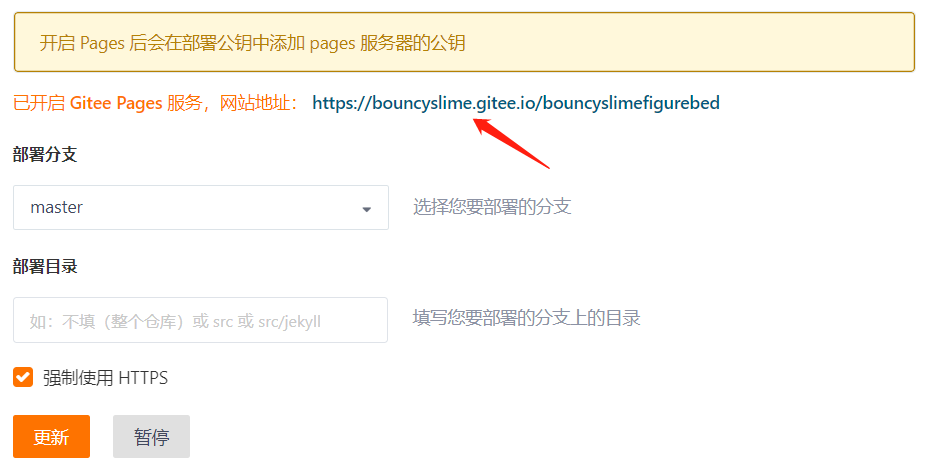 开启 Pages 后会在部署公钥中添加 pages 服务器的公钥
已开启 Gitee Pages 服务，网站地址： https://bouncyslime.gitee.io/bouncyslimefigurebed
部署分支
master 选择您要部署的分支
部署目录
如：不填（整个仓库）或 src 或 src/jekyll 填写您要部署的分支上的目录
强制使用 HTTPS
更新 暂停